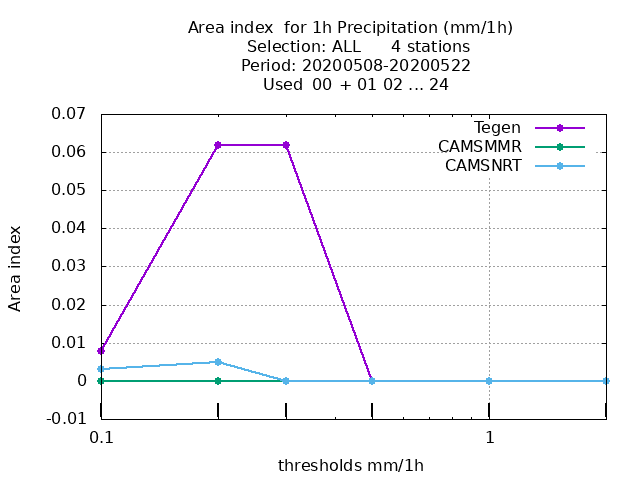 Area index  for 1h Precipitation (mm/1h)
Selection: ALL      4 stations
Period: 20200508-20200522
Used  00  + 01 02 ... 24
0.07
0.06
0.05
0.04
0.03
0.02
0.01
0
-0.01
Area index
Tegen
CAMSMMR
CAMSNRT
0.1
1
thresholds mm/1h